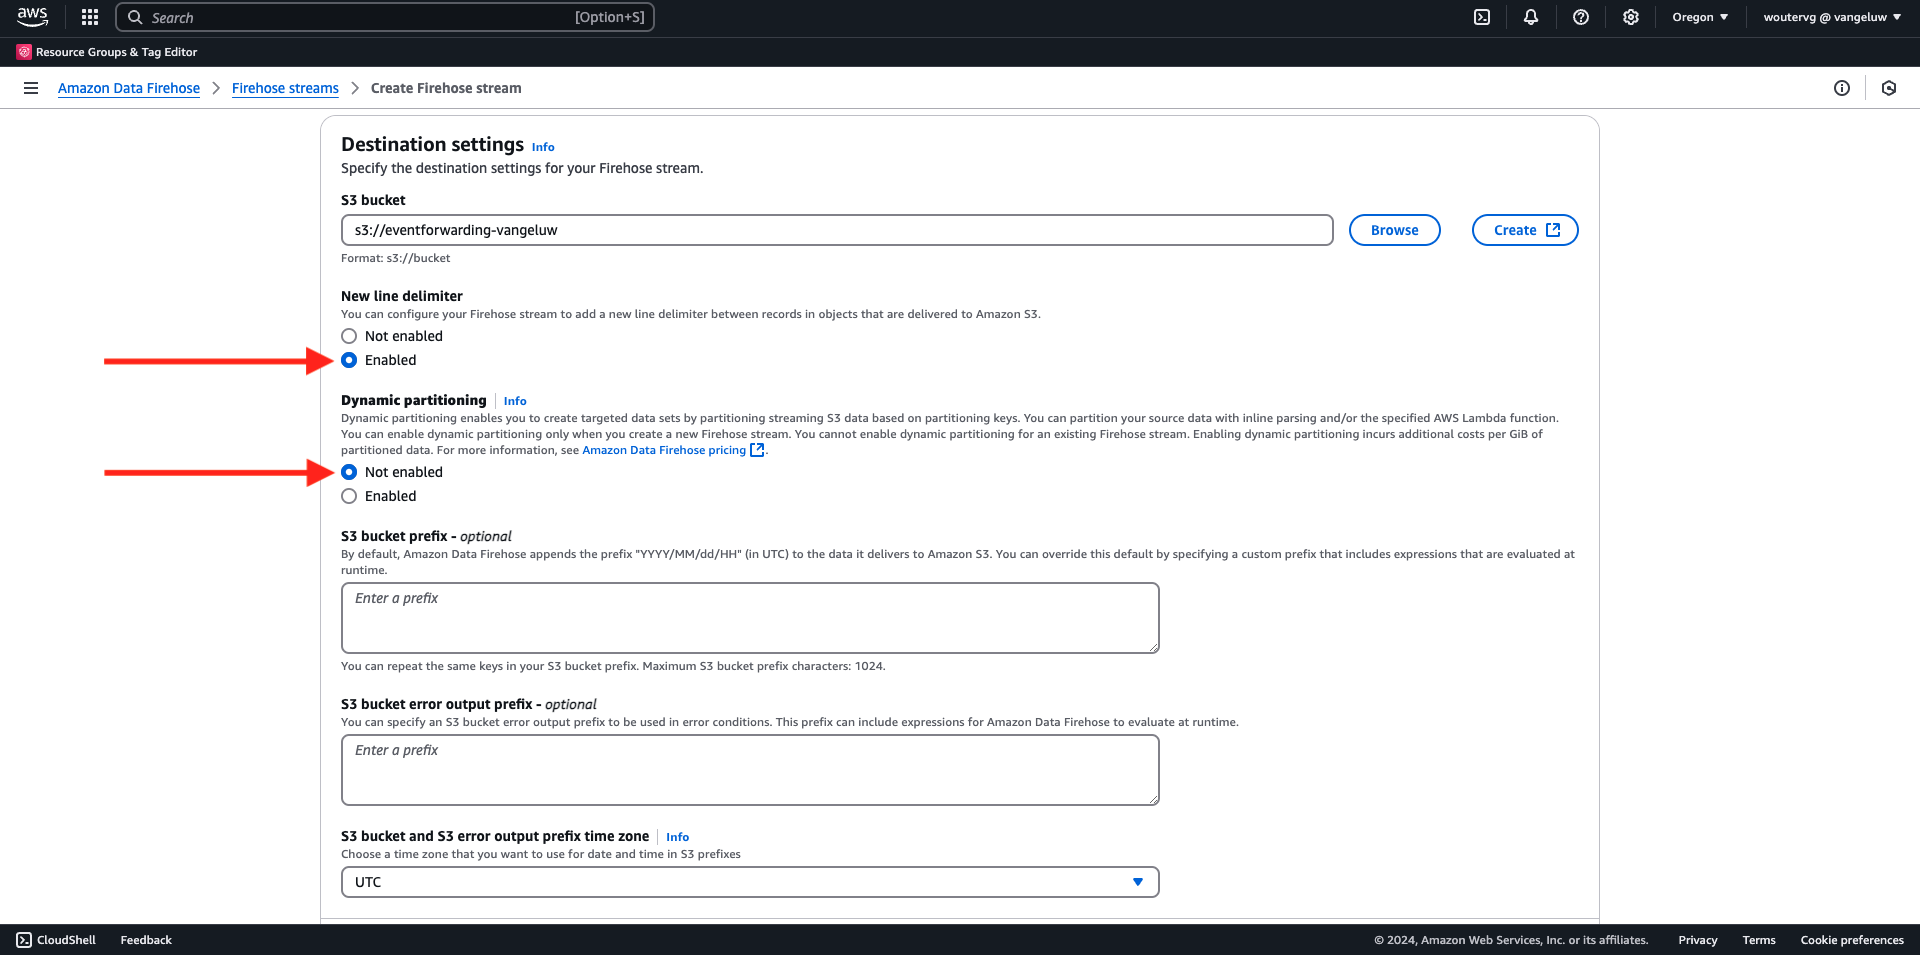 aws
Search [Option+S] Oregon woutervg @ vangeluw
Resource Groups & Tag Editor
Amazon Data Firehose Firehose streams Create Firehose stream
Destination settings Info
Specify the destination settings for your Firehose stream.
S3 bucket
s3://eventforwarding-vangeluw Browse Create
Format: s3://bucket
New line delimiter
You can configure your Firehose stream to add a new line delimiter between records in objects that are delivered to Amazon S3.
Not enabled
Enabled
Dynamic partitioning Info
Dynamic partitioning enables you to create targeted data sets by partitioning streaming S3 data based on partitioning keys. You can partition your source data with inline parsing and/or the specified AWS Lambda function.
You can enable dynamic partitioning only when you create a new Firehose stream. You cannot enable dynamic partitioning for an existing Firehose stream. Enabling dynamic partitioning incurs additional costs per GiB of
partitioned data. For more information, see Amazon Data Firehose pricing.
Not enabled
Enabled
S3 bucket prefix - optional
By default, Amazon Data Firehose appends the prefix "YYYY/MM/dd/HH" (in UTC) to the data it delivers to Amazon S3. You can override this default by specifying a custom prefix that includes expressions that are evaluated at
runtime.
Enter a prefix
You can repeat the same keys in your S3 bucket prefix. Maximum S3 bucket prefix characters: 1024.
S3 bucket error output prefix - optional
You can specify an S3 bucket error output prefix to be used in error conditions. This prefix can include expressions for Amazon Data Firehose to evaluate at runtime.
Enter a prefix
S3 bucket and S3 error output prefix time zone Info
Choose a time zone that you want to use for date and time in S3 prefixes
UTC
CloudShell Feedback © 2024, Amazon Web Services, Inc. or its affiliates. Privacy Terms Cookie preferences